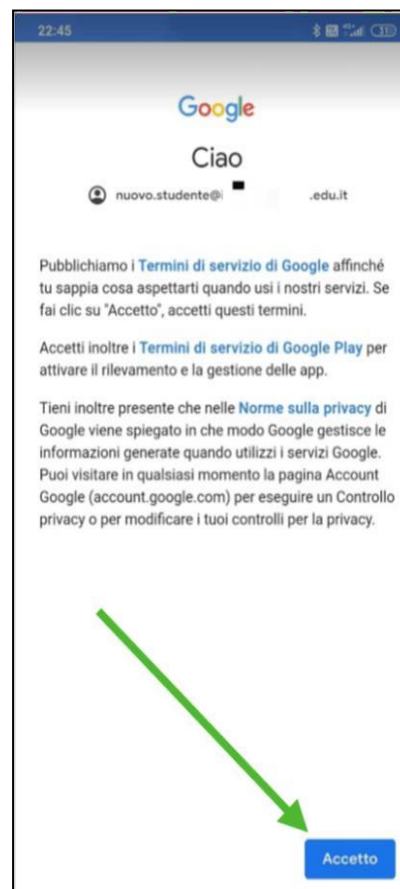 22:45
Google
Ciao
nuovo.studente@ .edu.it
Pubblichiamo i Termini di servizio di Google affinché
tu sappia cosa aspettarti quando usi i nostri servizi. Se
fai clic su "Accetto", accetti questi termini.
Accetti inoltre i Termini di servizio di Google Play per
attivare il rilevamento e la gestione delle app.
Tieni inoltre presente che nelle Norme sulla privacy di
Google viene spiegato in che modo Google gestisce le
informazioni generate quando utilizzi i servizi Google.
Puoi visitare in qualsiasi momento la pagina Account
Google (account.google.com) per eseguire un Controllo
privacy o per modificare i tuoi controlli per la privacy.
Accetto